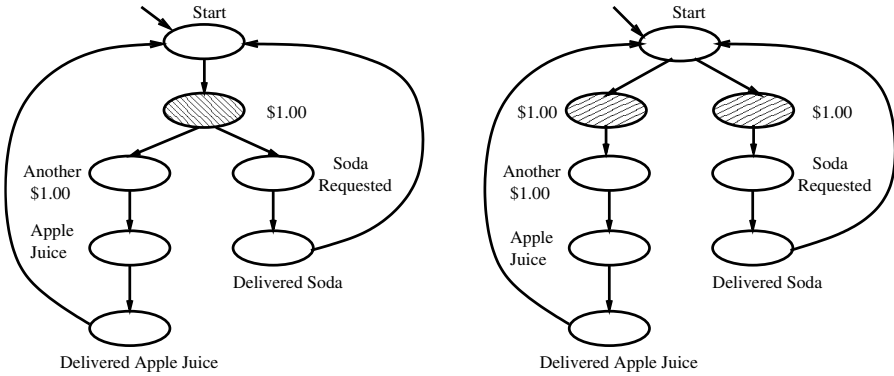 Start
$1.00
Another
$1.00
Soda
Requested
Apple
Juice
Delivered Soda
Delivered Apple Juice
Start
$1.00
$1.00
Another
$1.00
Soda
Requested
Apple
Juice
Delivered Soda
Delivered Apple Juice